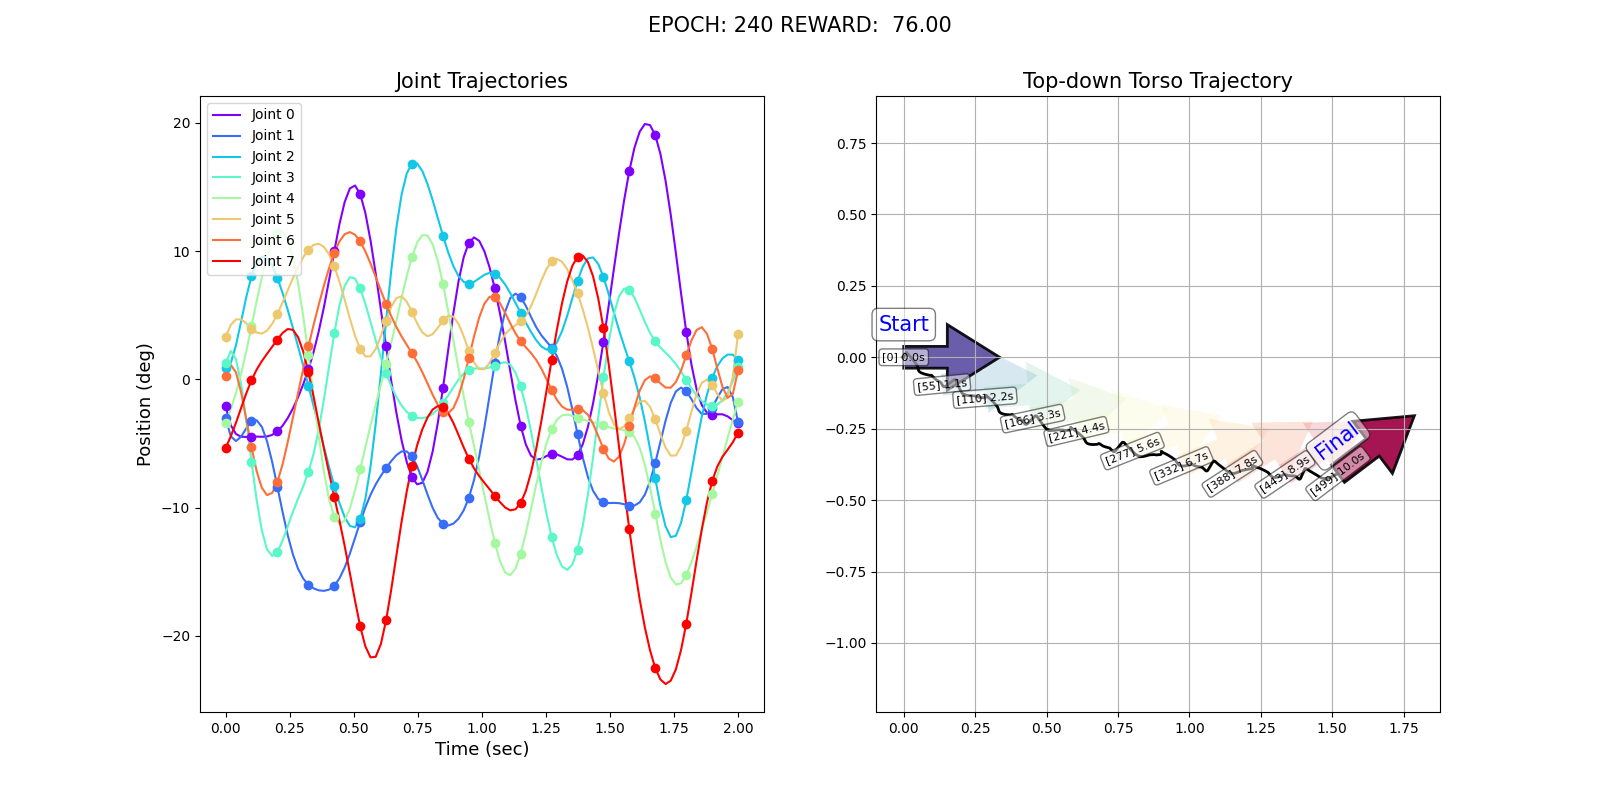 EPOCH: 240 REWARD:  76.00
Joint Trajectories
Position (deg)
20
10
0
−10
−20
Joint 0
Joint 1
Joint 2
Joint 3
Joint 4
Joint 5
Joint 6
Joint 7
0.00 0.25 0.50 0.75 1.00 1.25 1.50 1.75 2.00
Time (sec)
Top-down Torso Trajectory
0.75
0.50
0.25
0.00
−0.25
−0.50
−0.75
−1.00
Start
[0] 0.0s
[55] 1.1s
[110] 2.2s
[166] 3.3s
[221] 4.4s
[277] 5.6s
[332] 6.7s
[388] 7.8s
[443] 8.9s
[499] 10.0s
Final
0.00 0.25 0.50 0.75 1.00 1.25 1.50 1.75